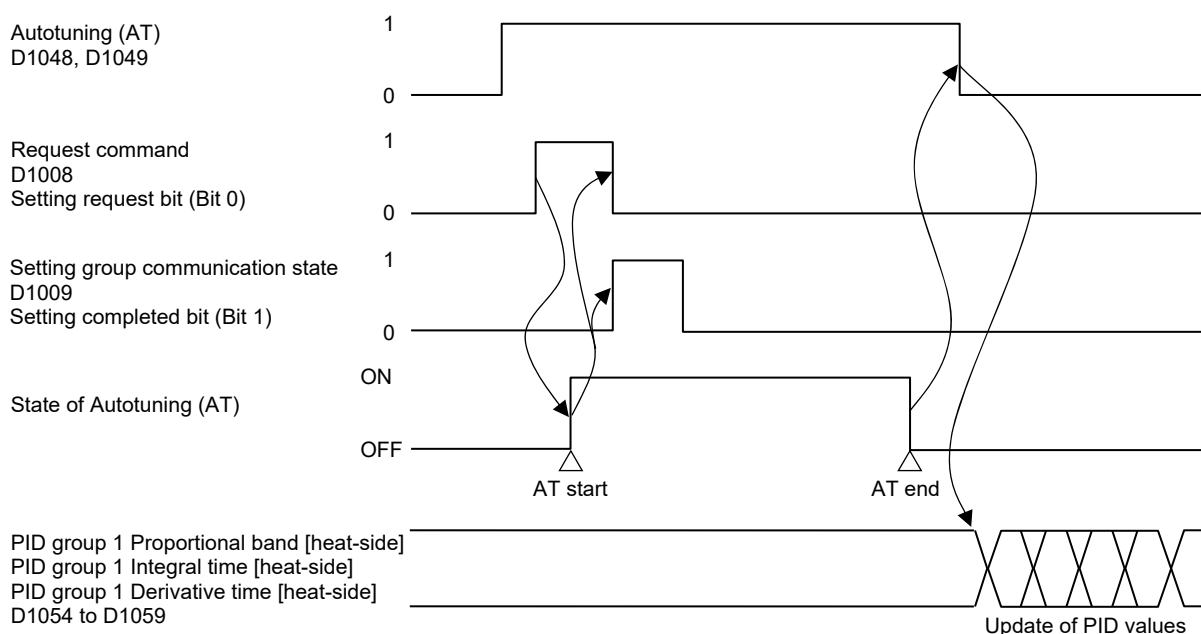 Autotuning (AT)
D1048, D1049
1
0
Request command
D1008
Setting request bit (Bit 0)
1
0
Setting group communication state
D1009
Setting completed bit (Bit 1)
1
0
State of Autotuning (AT)
ON
OFF
AT start
AT end
PID group 1 Proportional band [heat-side]
PID group 1 Integral time [heat-side]
PID group 1 Derivative time [heat-side]
D1054 to D1059
Update of PID values